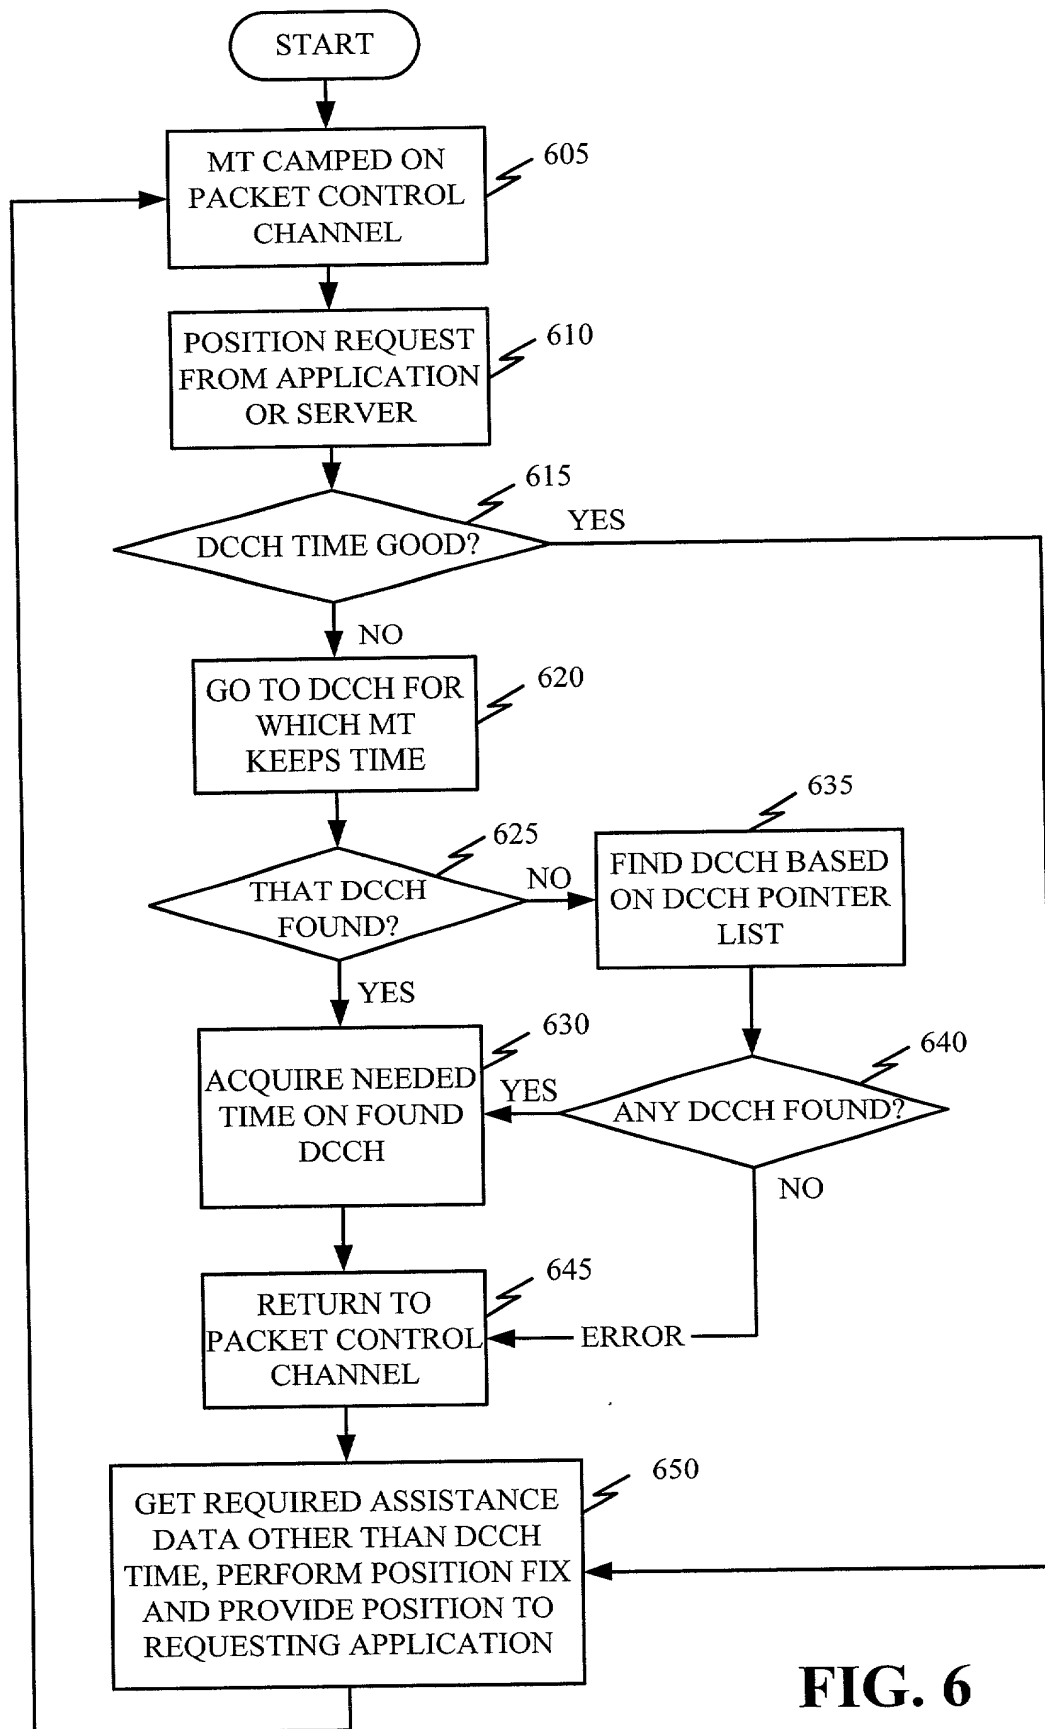 START
MT CAMPED ON
PACKET CONTROL
CHANNEL
605
POSITION REQUEST
FROM APPLICATION
OR SERVER
610
DCCH TIME GOOD?
615
YES
NO
GO TO DCCH FOR
WHICH MT
KEEPS TIME
620
THAT DCCH
FOUND?
625
NO
FIND DCCH BASED
ON DCCH POINTER
LIST
635
YES
ACQUIRE NEEDED
TIME ON FOUND
DCCH
630
YES
ANY DCCH FOUND?
640
NO
RETURN TO
PACKET CONTROL
CHANNEL
645
ERROR
GET REQUIRED ASSISTANCE
DATA OTHER THAN DCCH
TIME, PERFORM POSITION FIX
AND PROVIDE POSITION TO
REQUESTING APPLICATION
650
FIG. 6